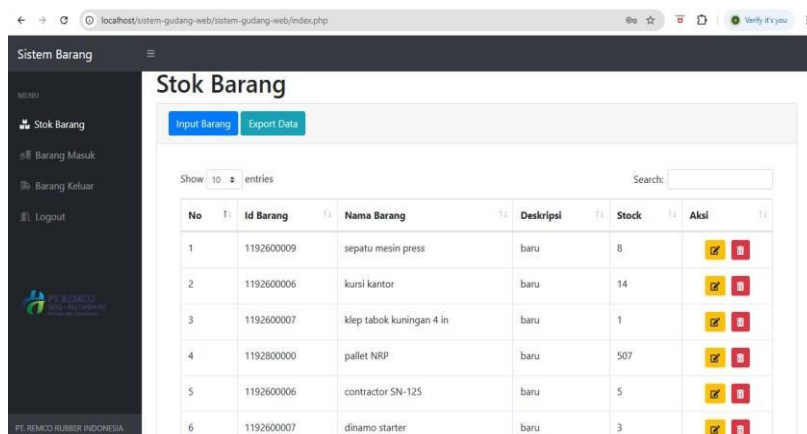 localhost/sistem-gudang-web/sistem-gudang-web/index.php
Verify it's you
Sistem Barang
MENU
Stok Barang
Barang Masuk
Barang Keluar
Logout
PT REMCO
PT. REMCO RUBBER INDONESIA
Stok Barang
Input Barang Export Data
Show 10 entries Search:
No Id Barang Nama Barang Deskripsi Stock Aksi
1 1192600009 sepatu mesin press baru 8
2 1192600006 kursi kantor baru 14
3 1192600007 klep tabok kuningan 4 in baru 1
4 1192800000 pallet NRP baru 507
5 1192600006 contractor SN-125 baru 5
6 1192600007 dinamo starter baru 3